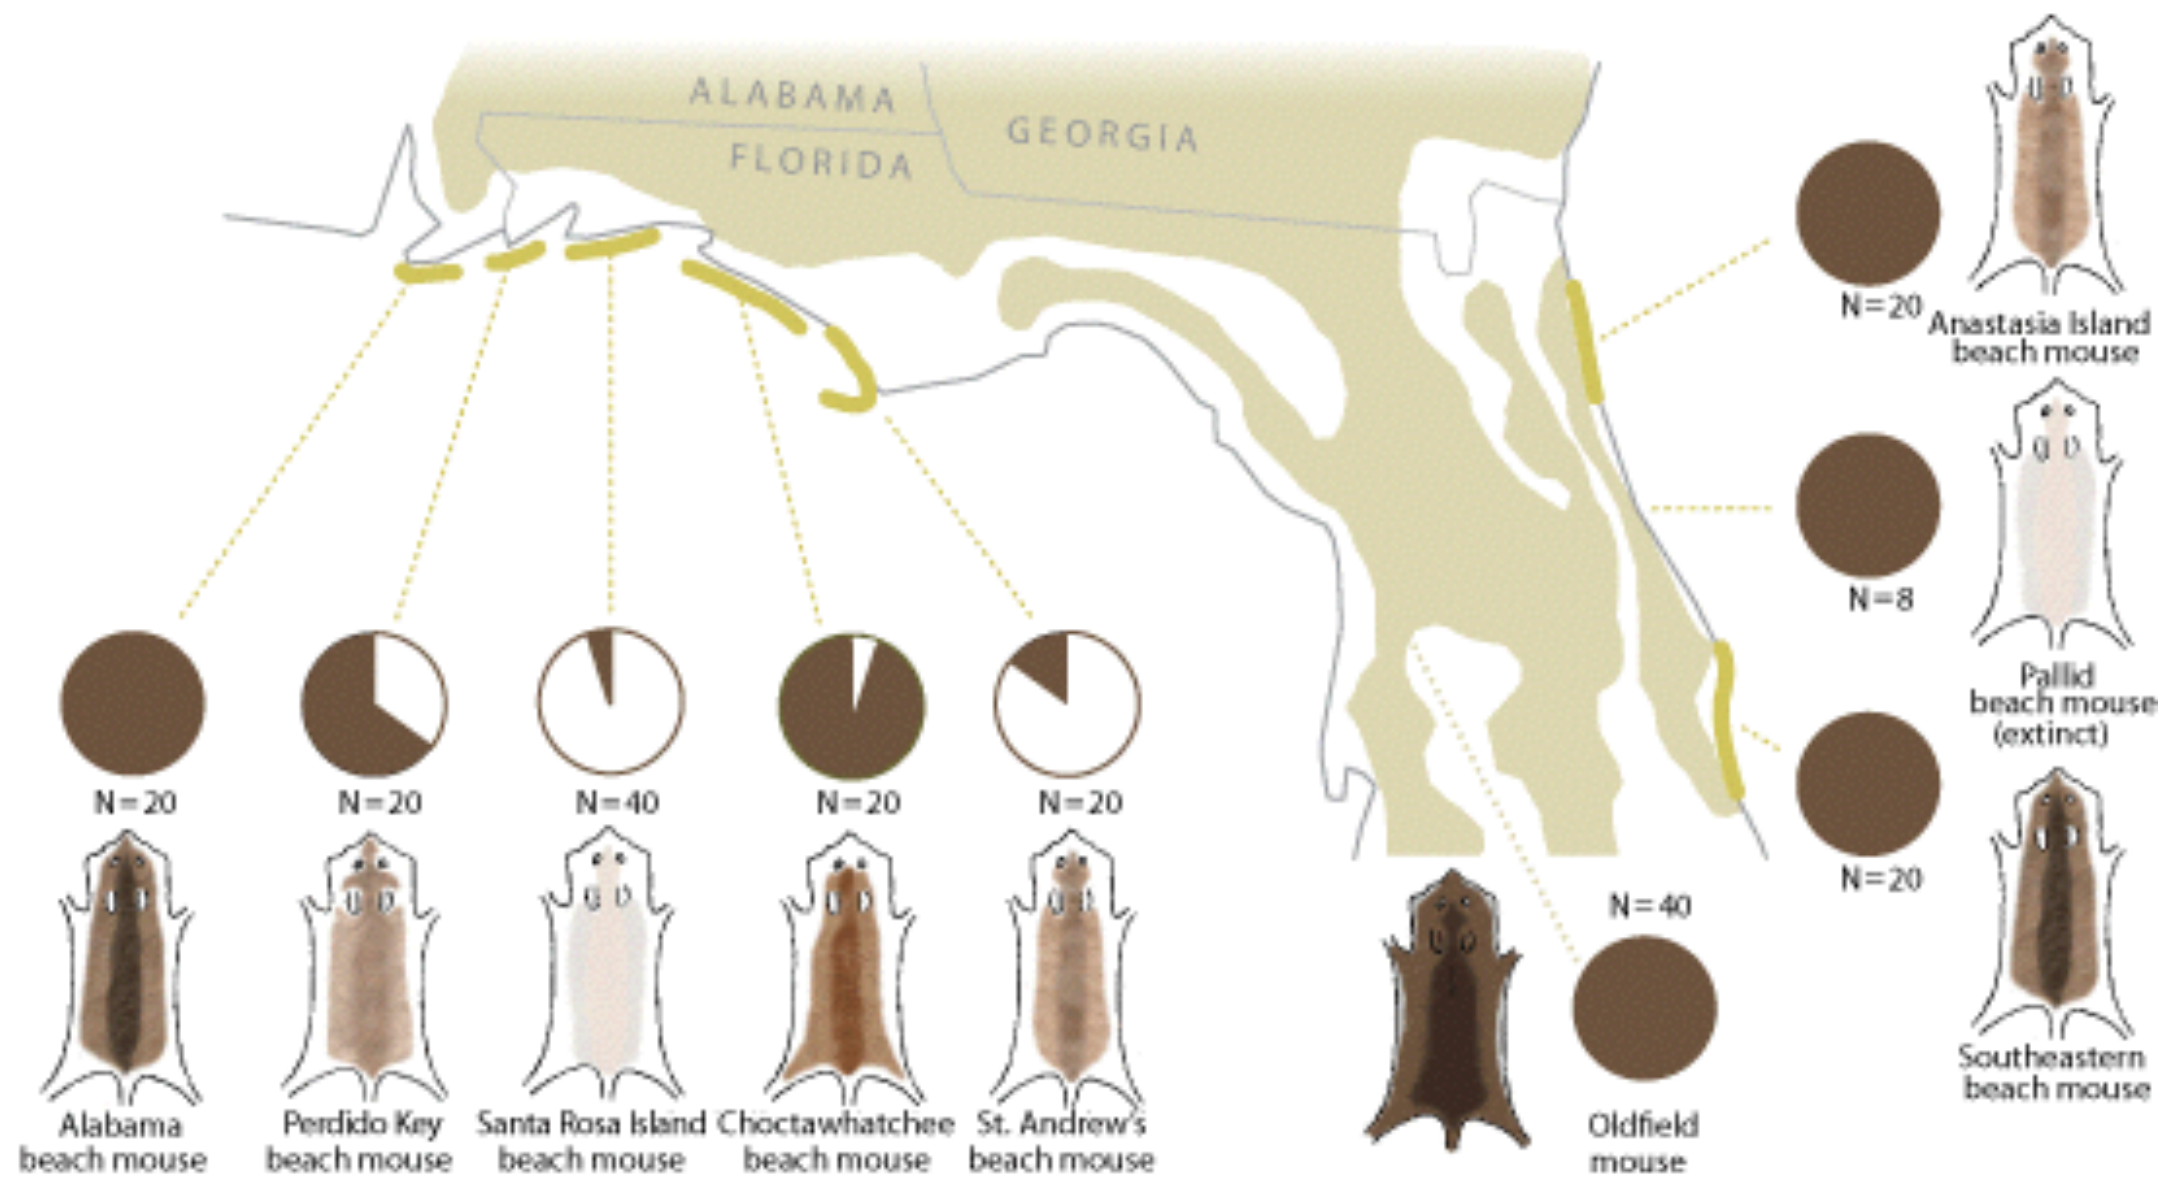 ALABAMA
GEORGIA
FLORIDA
N=20
Anastasia Island
beach mouse
N=8
Pallid
beach mouse
(extinct)
N=20
Southeastern
beach mouse
N=20
N=20
N=40
N=20
N=20
Alabama
beach mouse
Perdido Key
beach mouse
Santa Rosa Island
beach mouse
Choctawhatchee
beach mouse
St. Andrew's
beach mouse
N=40
Oldfield
mouse